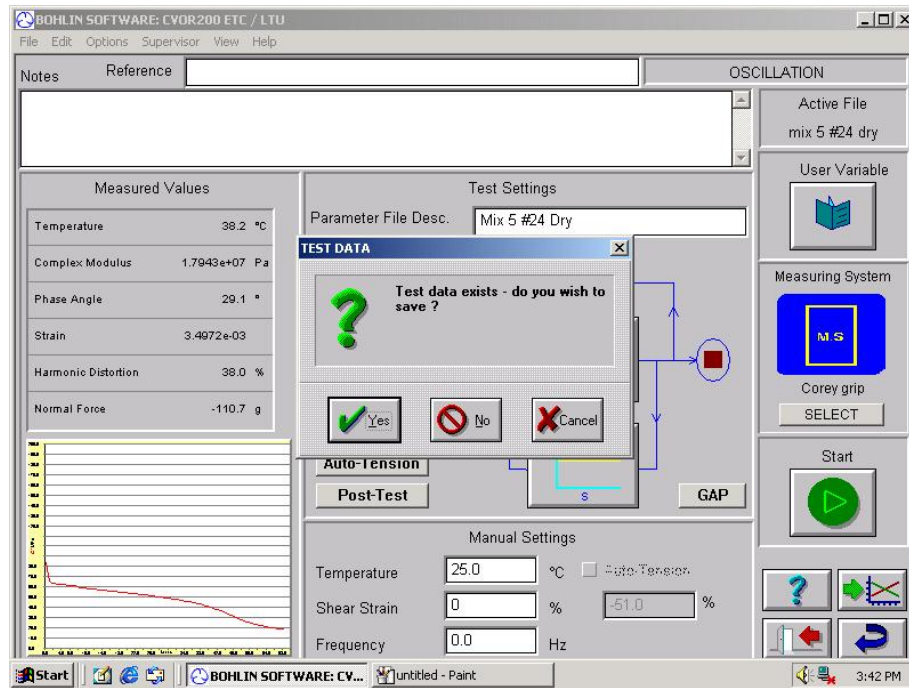 BOHLIN SOFTWARE: CVOR200 ETC / LTU
File Edit Options Supervisor View Help
Notes
Reference
OSCILLATION
Active File
mix 5 #24 dry
User Variable
Measured Values
Temperature 38.2 °C
Complex Modulus 1.7943e+07 Pa
Phase Angle 29.1 °
Strain 3.4972e-03
Harmonic Distortion 38.0 %
Normal Force -110.7 g
Test Settings
Parameter File Desc. Mix 5 #24 Dry
TEST DATA
Test data exists - do you wish to
save ?
Yes
No
Cancel
Auto-Tension
Post-Test
S
GAP
Measuring System
M.S
Corey grip
SELECT
Start
Manual Settings
Temperature 25.0 °C
Auto-Tension
Shear Strain 0 %
-51.0 %
Frequency 0.0 Hz
Start
BOHLIN SOFTWARE: CV...
untitled - Paint
3:42 PM